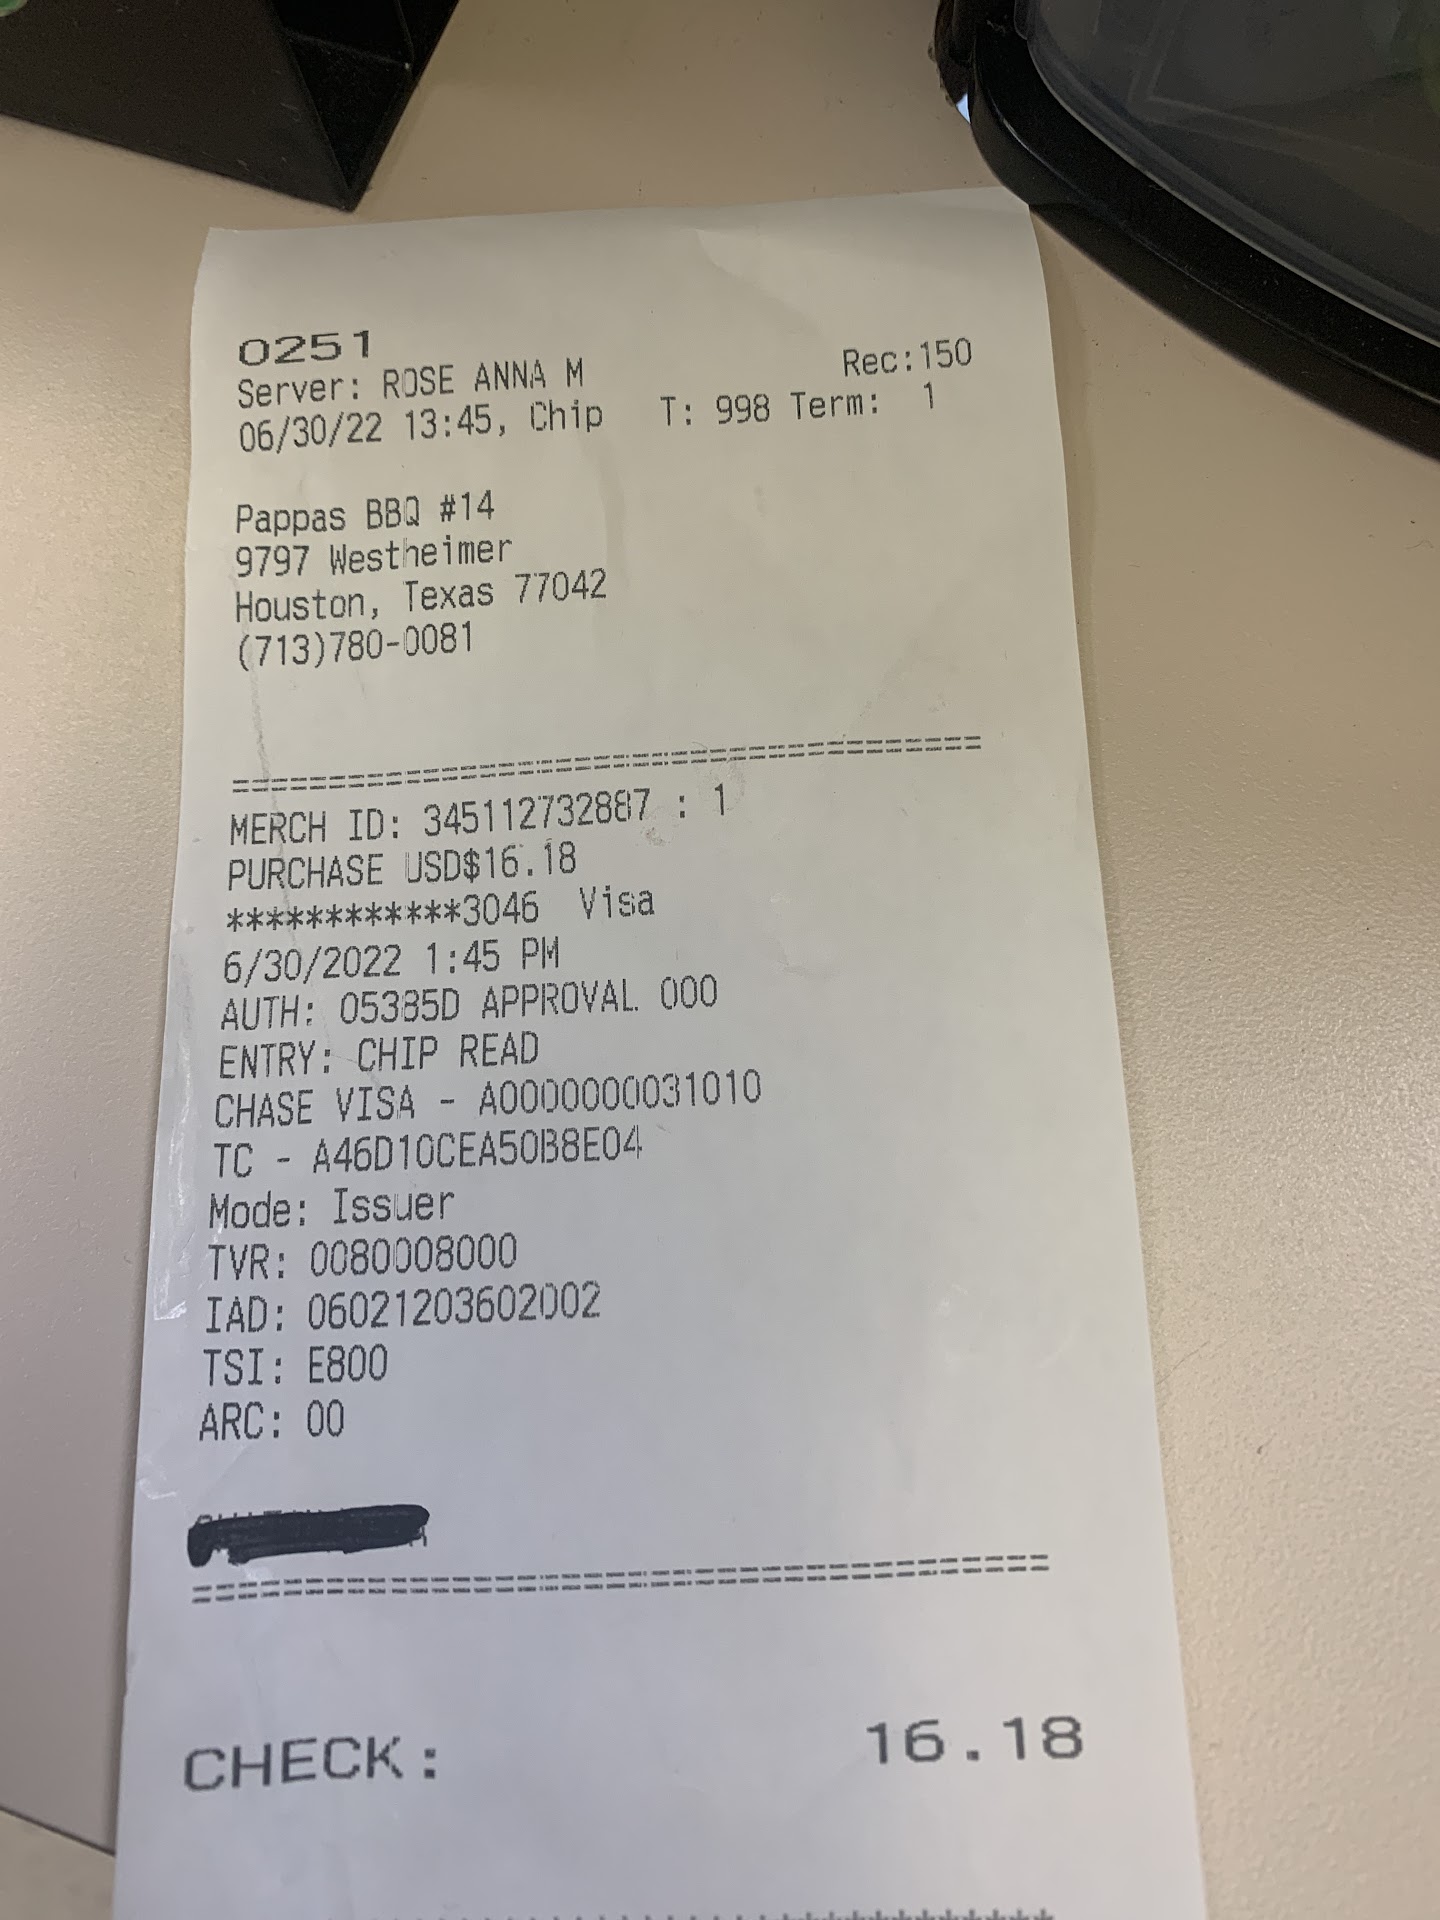 0251
Server: ROSE ANNA M Rec:150
06/30/22 13:45, Chip T: 998 Term: 1
Pappas BBQ #14
9797 Westheimer
Houston, Texas 77042
(713)780-0081
================================================
MERCH ID: 345112732887 : 1
PURCHASE USD$16.18
************3046 Visa
6/30/2022 1:45 PM
AUTH: 05385D APPROVAL 000
ENTRY: CHIP READ
CHASE VISA - A0000000031010
TC - A46D10CEA50B8E04
Mode: Issuer
TVR: 0080008000
IAD: 06021203602002
TSI: E800
ARC: 00
================================================
CHECK: 16.18